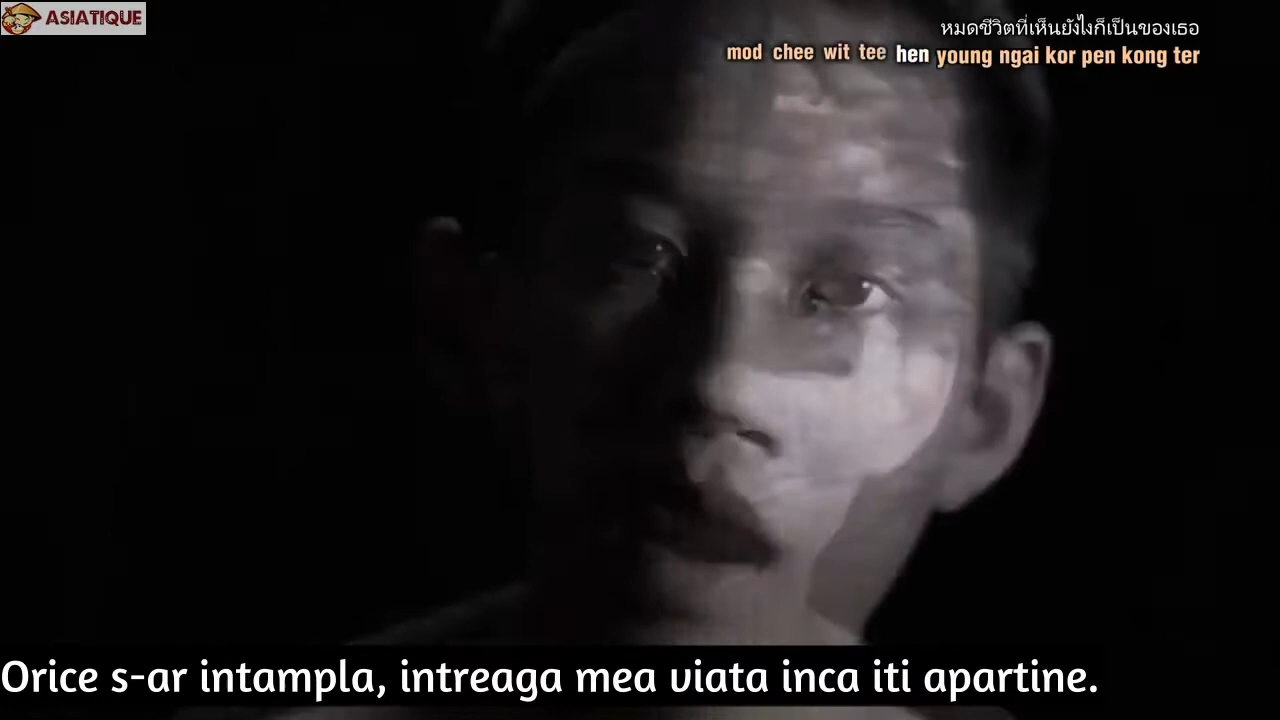 ASIATIQUE
หมดชีวิตที่เห็นยังไงก็เป็นของเธอ
mod chee wit tee hen young ngai kor pen kong ter
Orice s-ar intampla, intreaga mea viata inca iti apartine.